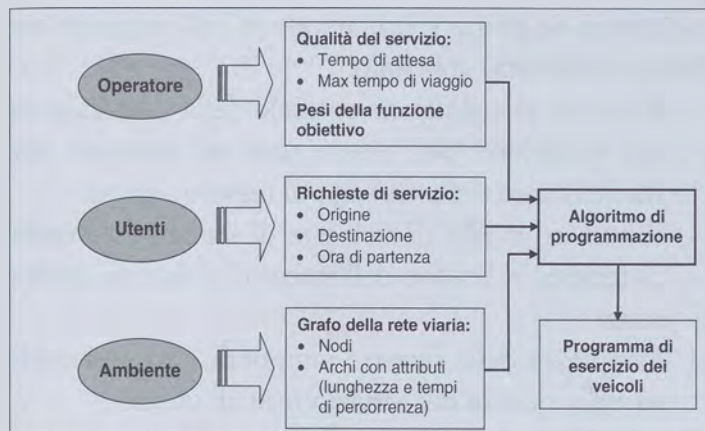 Operatore
Qualità del servizio:
• Tempo di attesa
• Max tempo di viaggio
Pesi della funzione
obiettivo
Utenti
Richieste di servizio:
• Origine
• Destinazione
• Ora di partenza
Algoritmo di
programmazione
Ambiente
Grafo della rete viaria:
• Nodi
• Archi con attributi
(lunghezza e tempi
di percorrenza)
Programma di
esercizio dei
veicoli